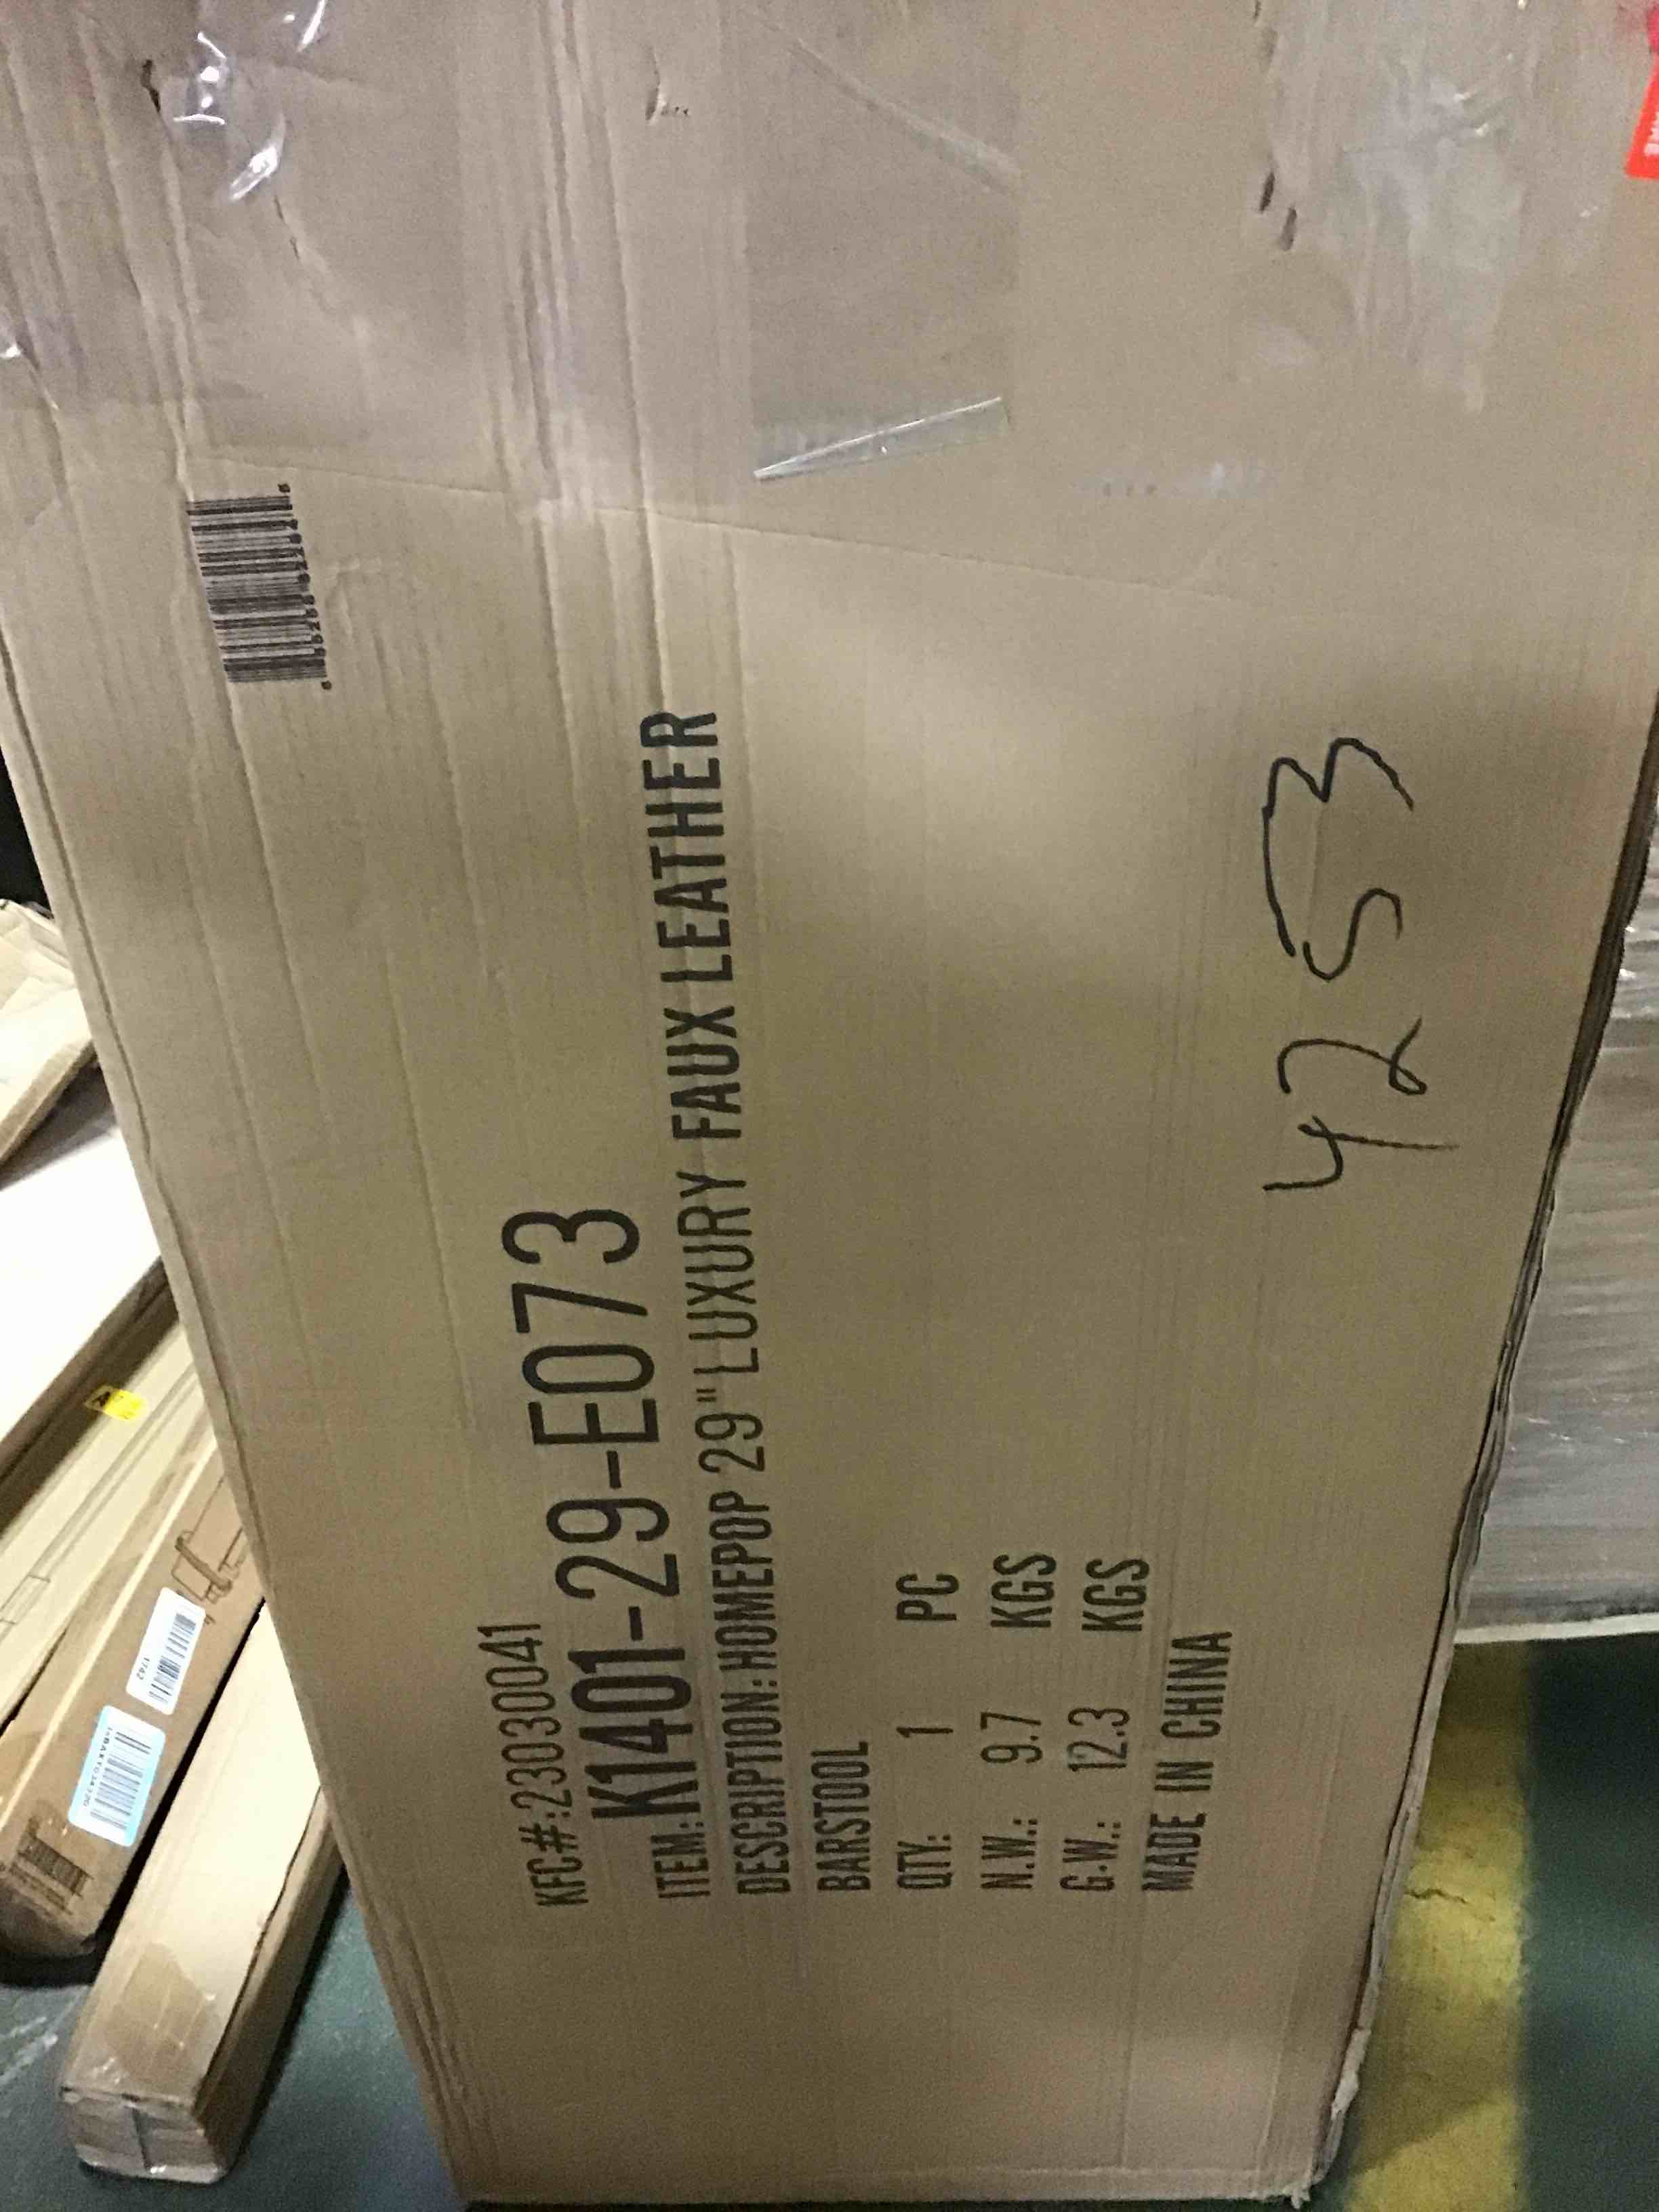 KFC#:23030041
ITEM:K1401-29-E073
DESCRIPTION:HOMEPOP 29"LUXURY FAUX LEATHER
BARSTOOL
QTY: 1 PC
N.W.: 9.7 KGS
G.W.: 12.3 KGS
MADE IN CHINA
4253
1742